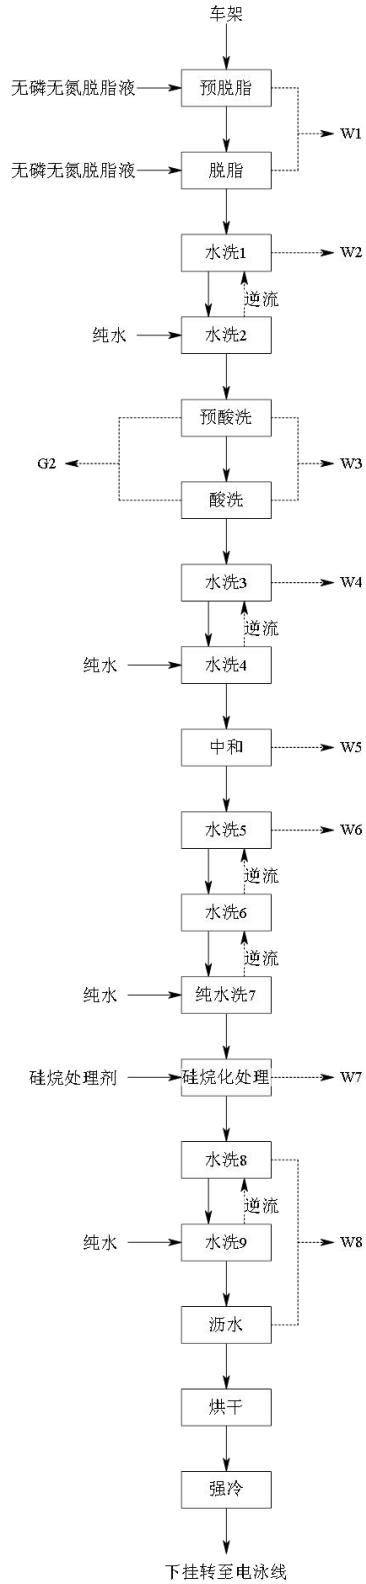 车架
无磷无氮脱脂液
预脱脂
W1
无磷无氮脱脂液
脱脂
水洗1
W2
逆流
纯水
水洗2
预酸洗
G2
W3
酸洗
水洗3
W4
逆流
纯水
水洗4
中和
W5
水洗5
W6
逆流
水洗6
逆流
纯水
纯水洗7
硅烷处理剂
硅烷化处理
W7
水洗8
逆流
纯水
水洗9
W8
沥水
烘干
强冷
下挂转至电泳线